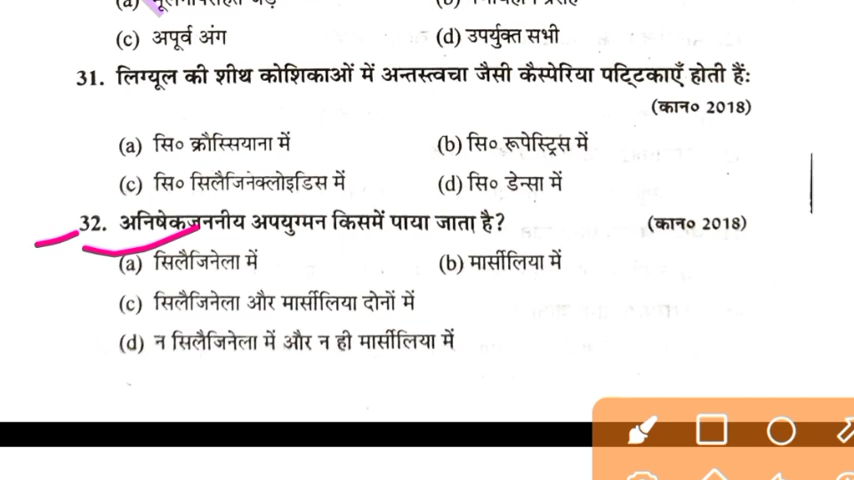 (c) अपूर्व अंग (d) उपर्युक्त सभी
31. लिग्यूल की शीथ कोशिकाओं में अन्तस्त्वचा जैसी कैस्पेरिया पट्टिकाएँ होती हैं:
(कान० 2018)
(a) सि० क्रौस्सियाना में (b) सि० रूपेस्ट्रिस में
(c) सि० सिलैजिनेक्लोइडिस में (d) सि० डेन्सा में
32. अनिषेकजननीय अपयुग्मन किसमें पाया जाता है? (कान० 2018)
(a) सिलैजिनेला में (b) मार्सीलिया में
(c) सिलैजिनेला और मार्सीलिया दोनों में
(d) न सिलैजिनेला में और न ही मार्सीलिया में